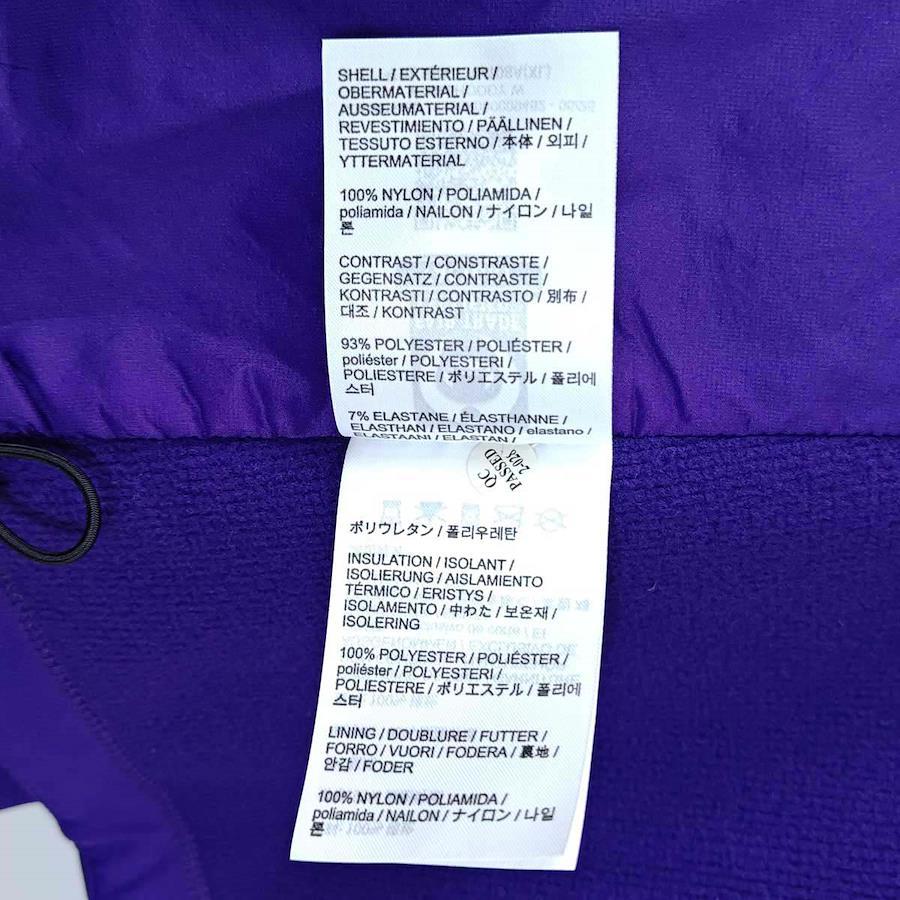 SHELL / EXTÉRIEUR /
OBERMATERIAL /
AUSSEUMATERIAL /
REVESTIMIENTO / PÄÄLLINEN /
TESSUTO ESTERNO / 本体 / 외피 /
YTTERMATERIAL
100% NYLON / POLIAMIDA /
poliamida / NAILON / ナイロン / 나일
론
CONTRAST / CONSTRASTE /
GEGENSATZ / CONTRASTE /
KONTRASTI / CONTRASTO / 別布 /
대조 / KONTRAST
93% POLYESTER / POLIÉSTER /
poliéster / POLYESTERI /
POLIESTERE / ポリエステル / 폴리에
스터
7% ELASTANE / ÉLASTHANNE /
ELASTHAN / ELASTANO / elastano /
ELASTAANI / ELASTAN /
QC
PASSED
2-026
ポリウレタン / 폴리우레탄
INSULATION / ISOLANT /
ISOLIERUNG / AISLAMIENTO
TÉRMICO / ERISTYS /
ISOLAMENTO / 中わた / 보온재 /
ISOLERING
100% POLYESTER / POLIÉSTER /
poliéster / POLYESTERI /
POLIESTERE / ポリエステル / 폴리에
스터
LINING / DOUBLURE / FUTTER /
FORRO / VUORI / FODERA / 裏地 /
안감 / FODER
100% NYLON / POLIAMIDA /
poliamida / NAILON / ナイロン / 나일
론